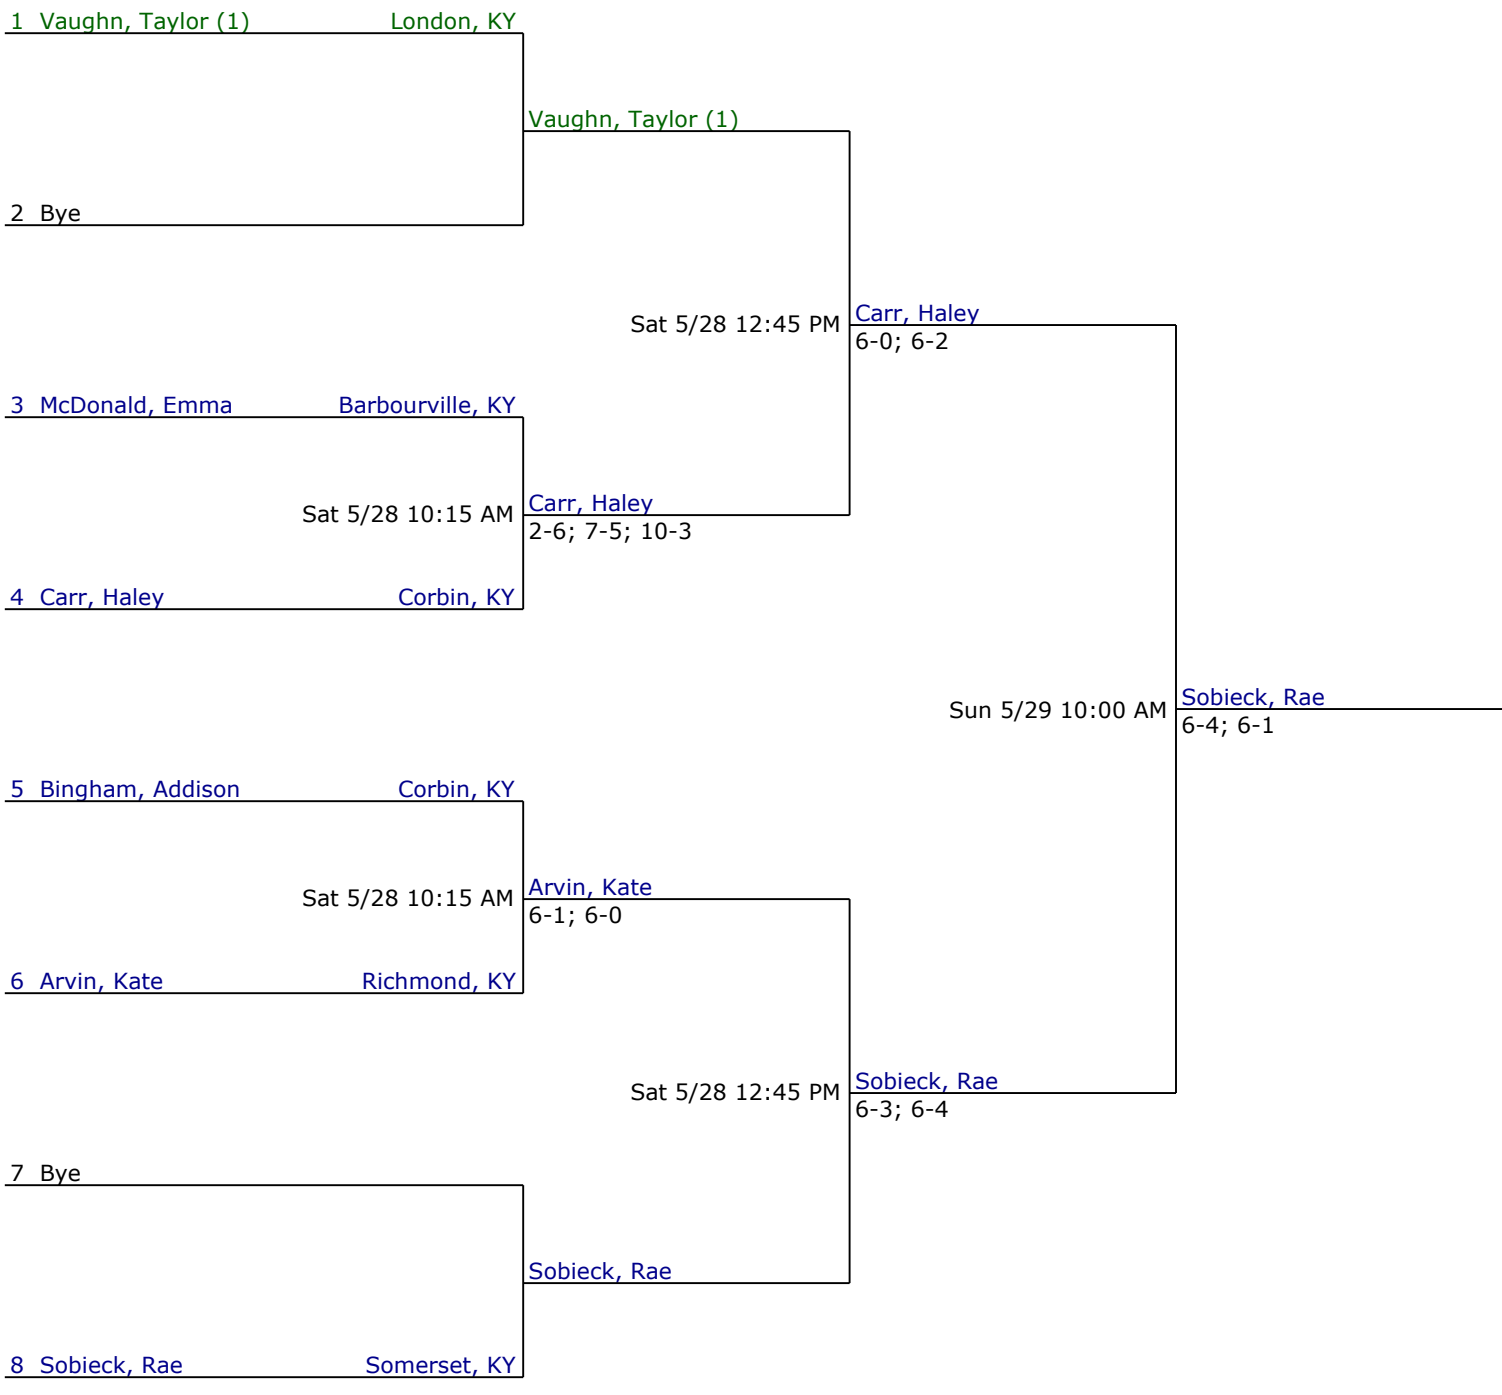 1 Vaughn, Taylor (1) London, KY
Vaughn, Taylor (1)
2 Bye
Carr, Haley
Sat 5/28 12:45 PM
6-0; 6-2
3 McDonald, Emma Barbourville, KY
Carr, Haley
Sat 5/28 10:15 AM
2-6; 7-5; 10-3
4 Carr, Haley Corbin, KY
Sobieck, Rae
Sun 5/29 10:00 AM
6-4; 6-1
5 Bingham, Addison Corbin, KY
Arvin, Kate
Sat 5/28 10:15 AM
6-1; 6-0
6 Arvin, Kate Richmond, KY
Sobieck, Rae
Sat 5/28 12:45 PM
6-3; 6-4
7 Bye
Sobieck, Rae
8 Sobieck, Rae Somerset, KY